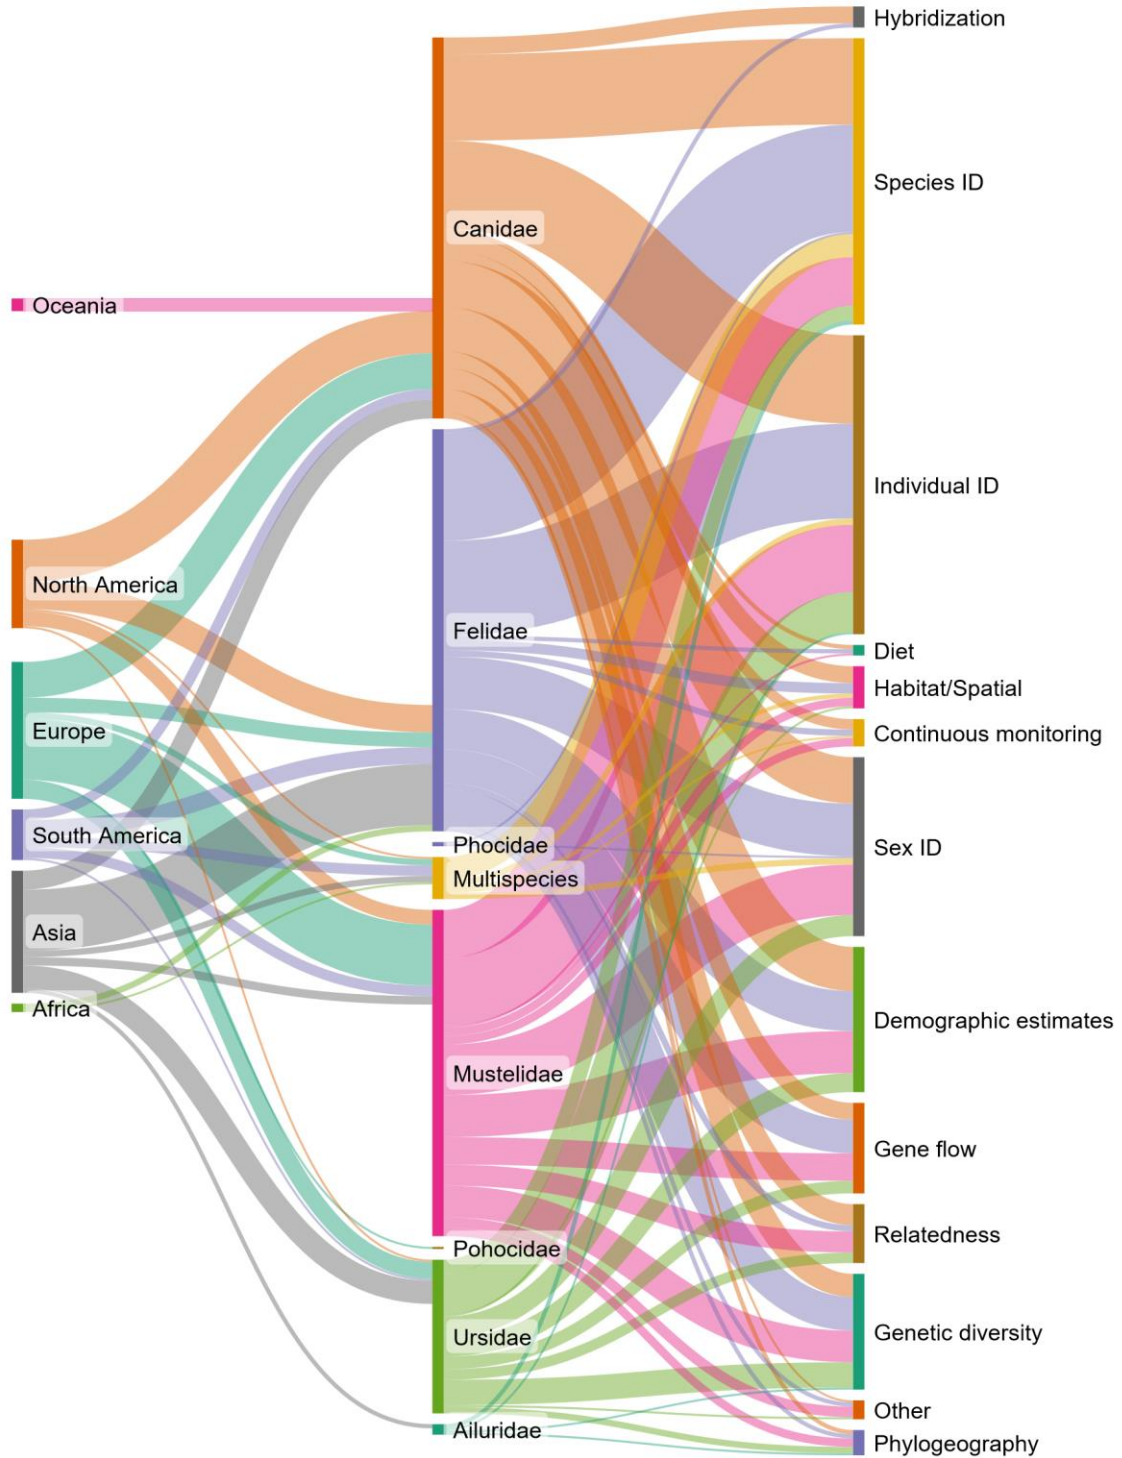 Oceania
North America
Europe
South America
Asia
Africa
Canidae
Felidae
Phocidae
Multispecies
Mustelidae
Pohocidae
Ursidae
Ailuridae
Hybridization
Species ID
Individual ID
Diet
Habitat/Spatial
Continuous monitoring
Sex ID
Demographic estimates
Gene flow
Relatedness
Genetic diversity
Other
Phylogeography